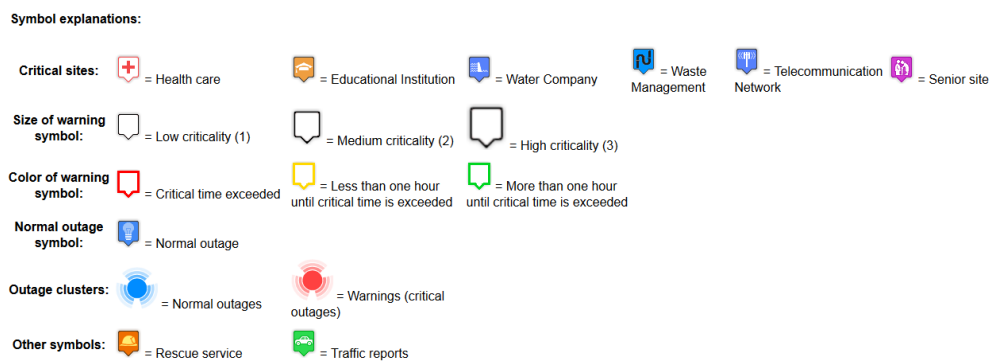 Symbol explanations:
Critical sites: = Health care = Educational Institution = Water Company = Waste Management = Telecommunication Network = Senior site
Size of warning symbol: = Low criticality (1) = Medium criticality (2) = High criticality (3)
Color of warning symbol: = Critical time exceeded = Less than one hour until critical time is exceeded = More than one hour until critical time is exceeded
Normal outage symbol: = Normal outage
Outage clusters: = Normal outages = Warnings (critical outages)
Other symbols: = Rescue service = Traffic reports